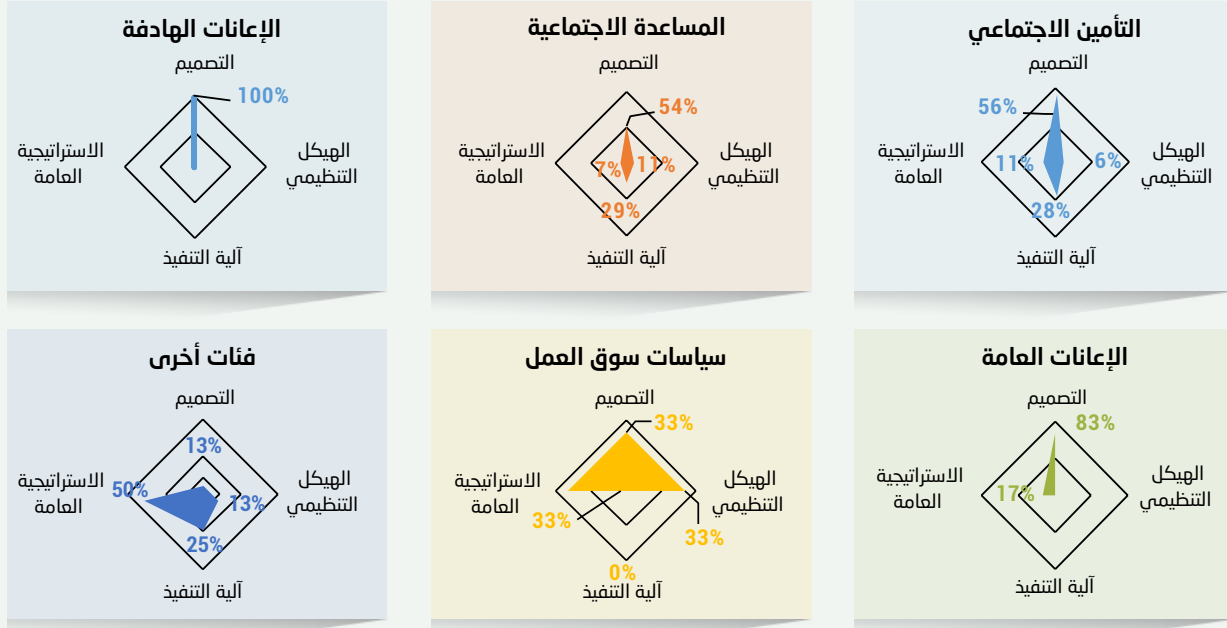 التأمين الاجتماعي
التصميم
56%
الهيكل
التنظيمي
6%
11%
الاستراتيجية
العامة
28%
آلية التنفيذ
المساعدة الاجتماعية
التصميم
54%
الهيكل
التنظيمي
11%
7%
الاستراتيجية
العامة
29%
آلية التنفيذ
الإعانات الهادفة
التصميم
100%
الهيكل
التنظيمي
الاستراتيجية
العامة
آلية التنفيذ
الإعانات العامة
التصميم
83%
الهيكل
التنظيمي
17%
الاستراتيجية
العامة
آلية التنفيذ
سياسات سوق العمل
التصميم
33%
الهيكل
التنظيمي
الاستراتيجية
العامة
33%
33%
0%
آلية التنفيذ
فئات أخرى
التصميم
13%
الهيكل
التنظيمي
13%
50%
الاستراتيجية
العامة
25%
آلية التنفيذ